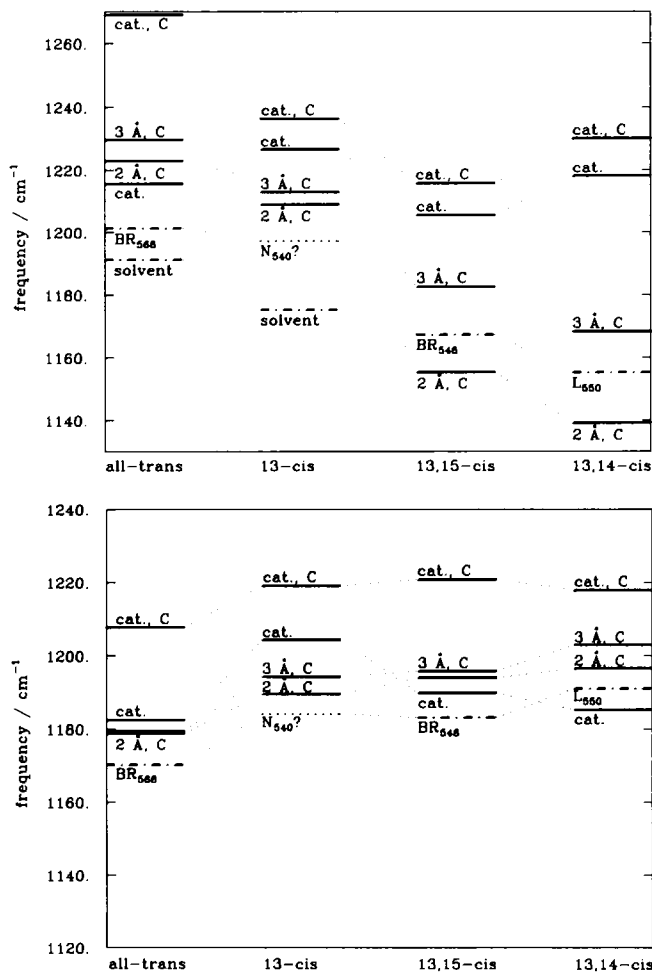 1260.
1240.
1220.
1200.
1180.
1160.
1140.
frequency / cm⁻¹
cat., C
3 Å, C
2 Å, C
cat.
BR₅₆₈
solvent
cat., C
cat.
3 Å, C
2 Å, C
N₅₄₀?
solvent
cat., C
cat.
3 Å, C
BR₅₄₈
2 Å, C
cat., C
cat.
3 Å, C
L₅₅₀
2 Å, C
all-trans 13-cis 13,15-cis 13,14-cis
1240.
1220.
1200.
1180.
1160.
1140.
1120.
frequency / cm⁻¹
cat., C
cat.
2 Å, C
BR₅₆₈
cat., C
cat.
3 Å, C
2 Å, C
N₅₄₀?
cat., C
3 Å, C
cat.
BR₅₄₈
cat., C
3 Å, C
2 Å, C
L₅₅₀
cat.
all-trans 13-cis 13,15-cis 13,14-cis